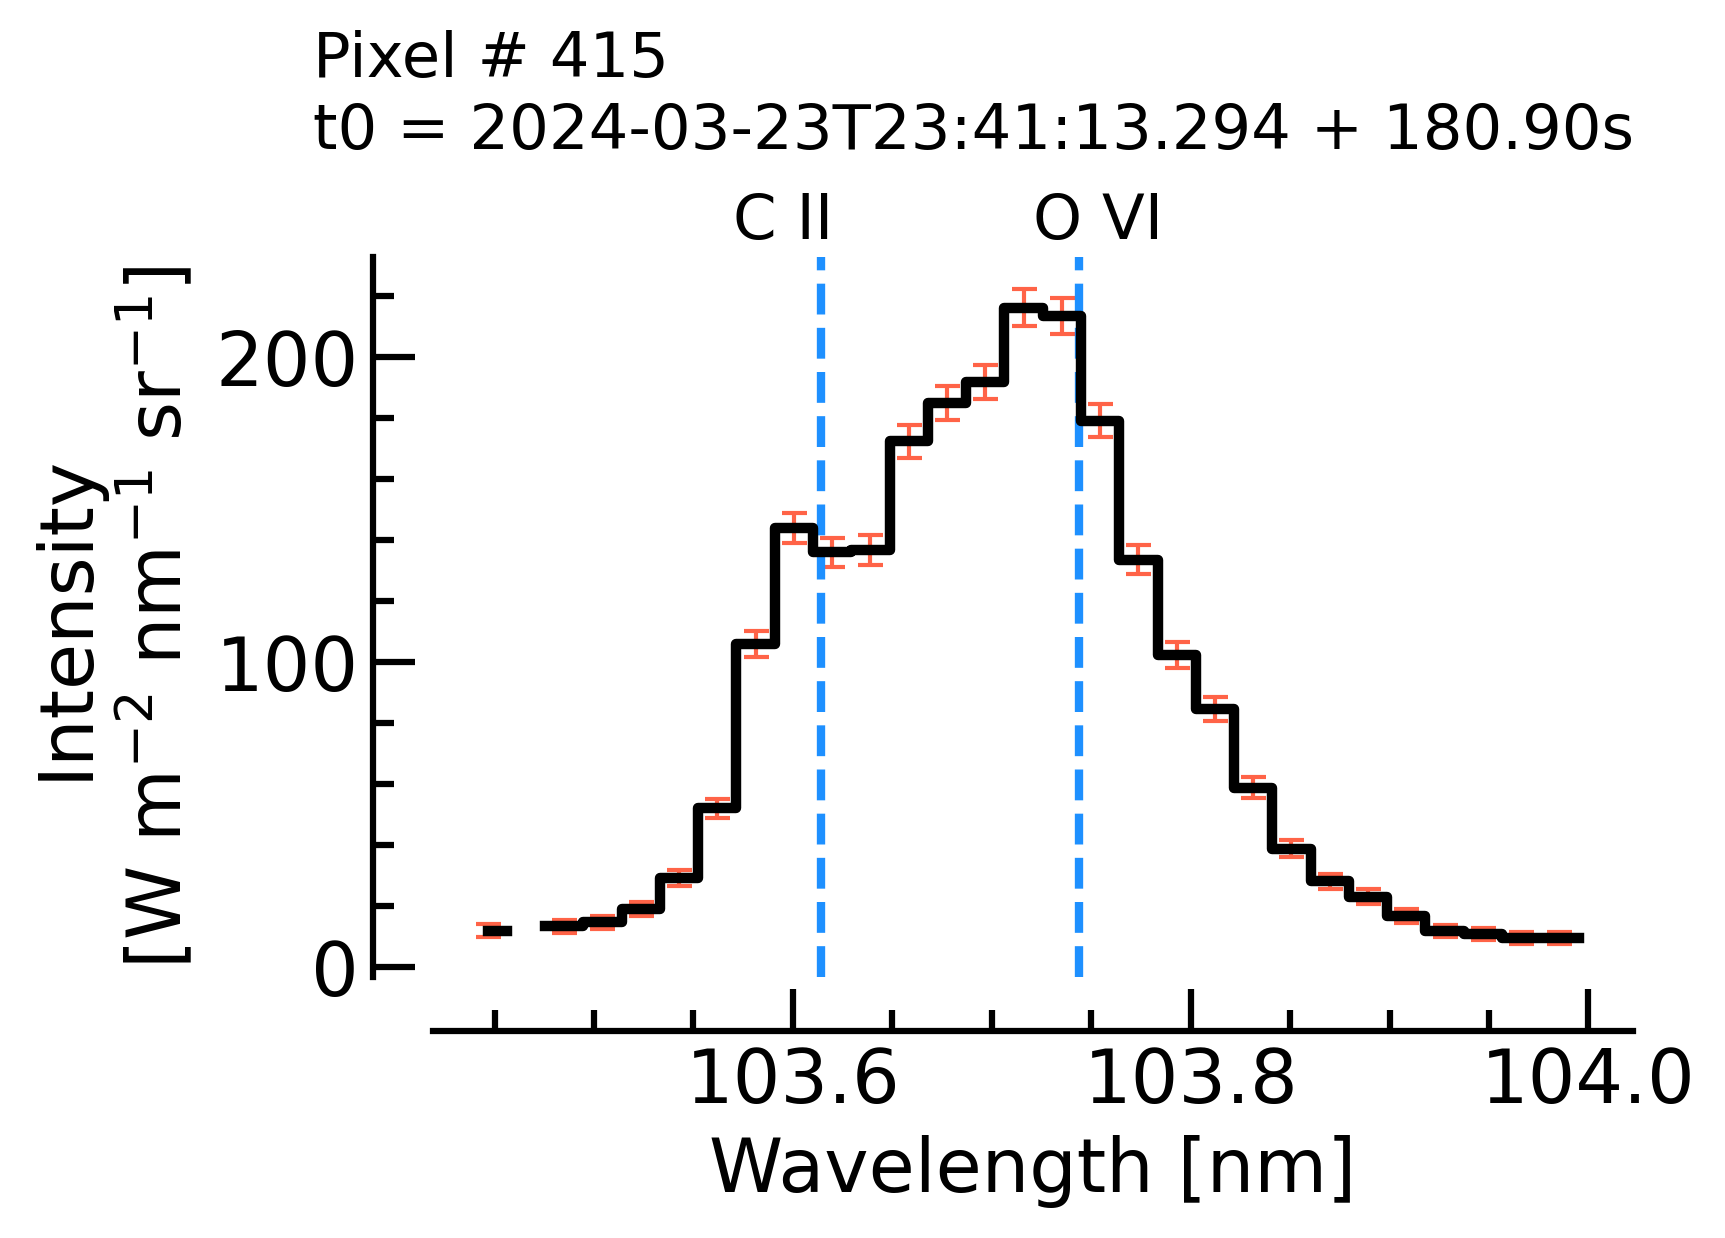 Pixel # 415
t0 = 2024-03-23T23:41:13.294 + 180.90s
C II O VI
Intensity
[W m⁻² nm⁻¹ sr⁻¹]
200
100
0
103.6 103.8 104.0
Wavelength [nm]